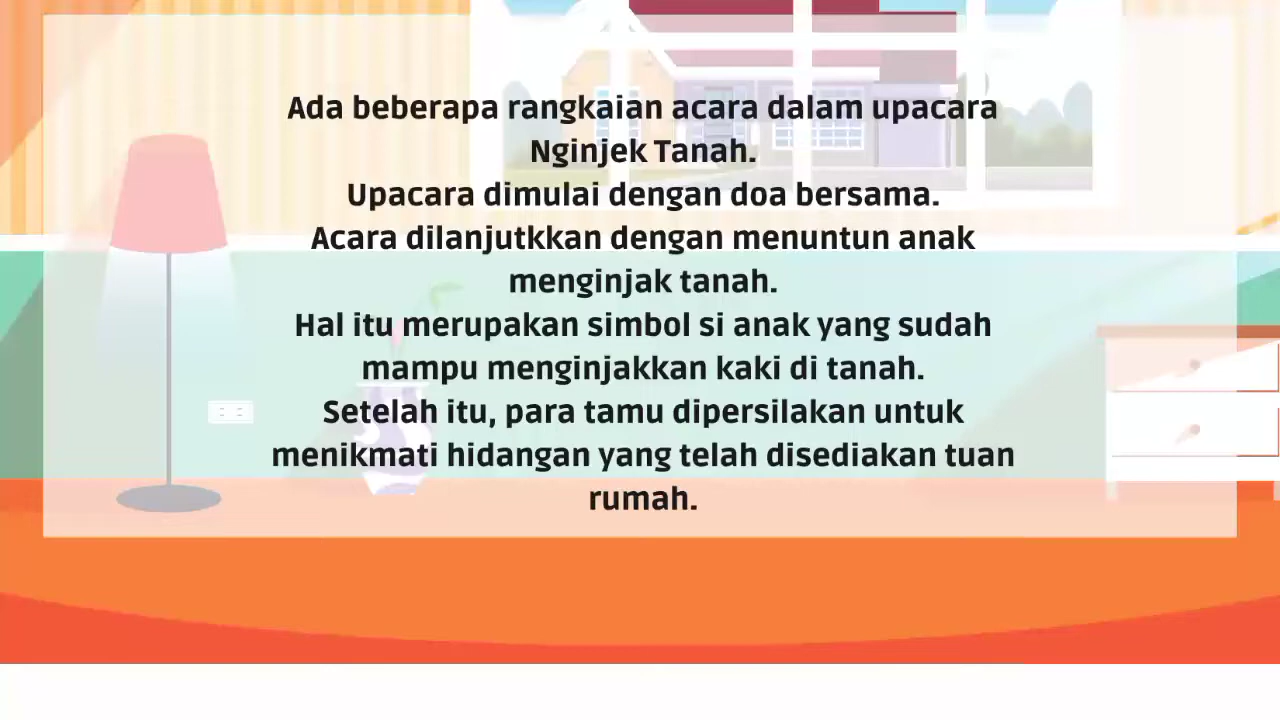 Ada beberapa rangkaian acara dalam upacara
Nginjek Tanah.
Upacara dimulai dengan doa bersama.
Acara dilanjutkkan dengan menuntun anak
menginjak tanah.
Hal itu merupakan simbol si anak yang sudah
mampu menginjakkan kaki di tanah.
Setelah itu, para tamu dipersilakan untuk
menikmati hidangan yang telah disediakan tuan
rumah.